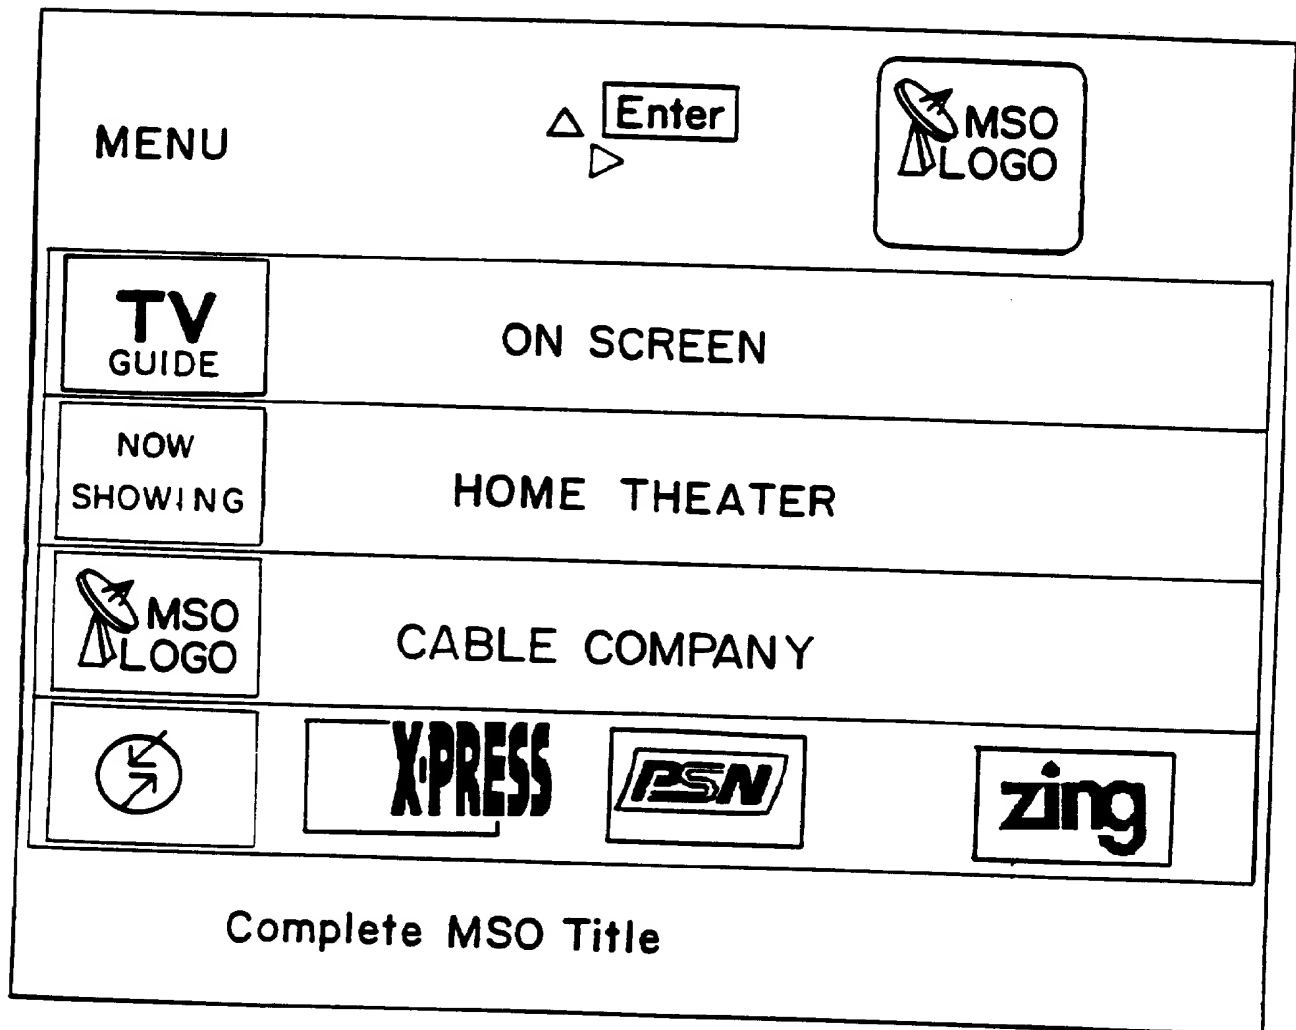 MENU
Enter
MSO
LOGO
TV
GUIDE
ON SCREEN
NOW
SHOWING
HOME THEATER
MSO
LOGO
CABLE COMPANY
X·PRESS
PSN
zing
Complete MSO Title